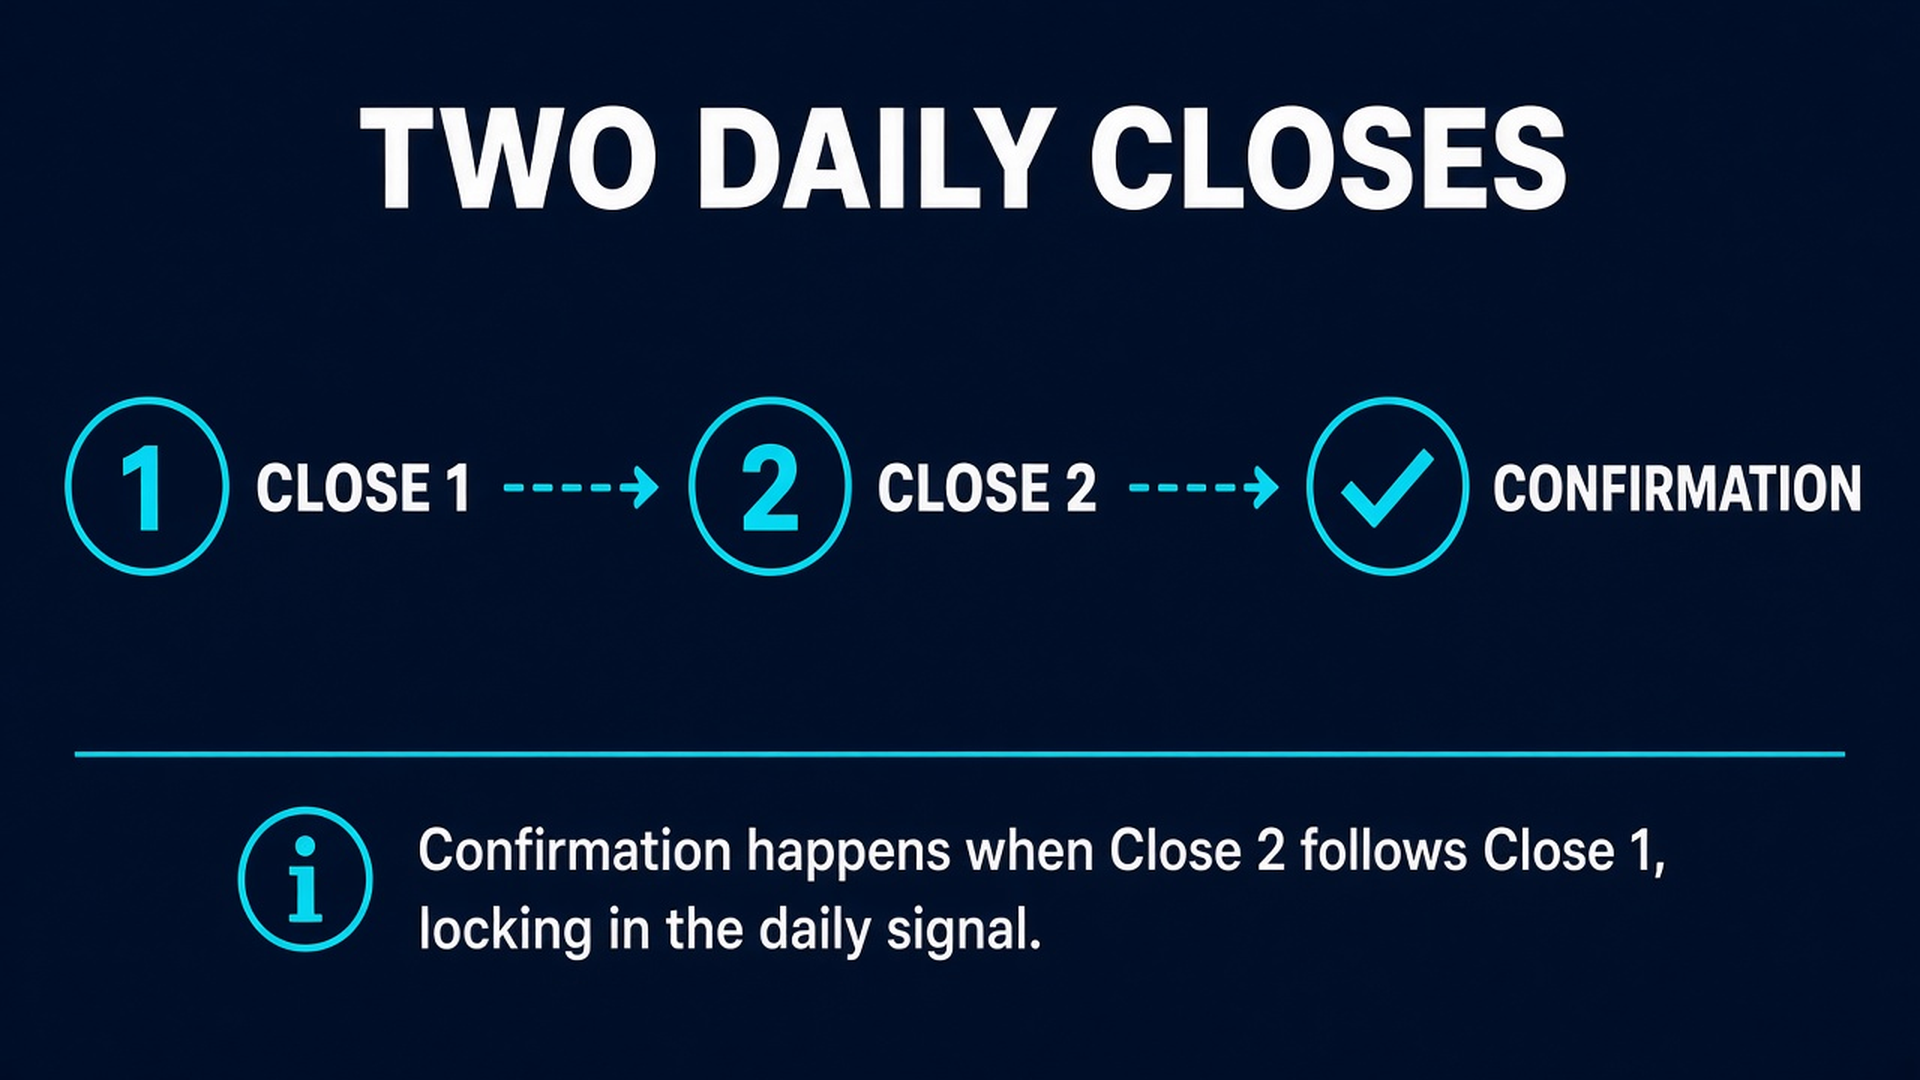 TWO DAILY CLOSES
1 CLOSE 1 2 CLOSE 2 CONFIRMATION
i Confirmation happens when Close 2 follows Close 1,
locking in the daily signal.